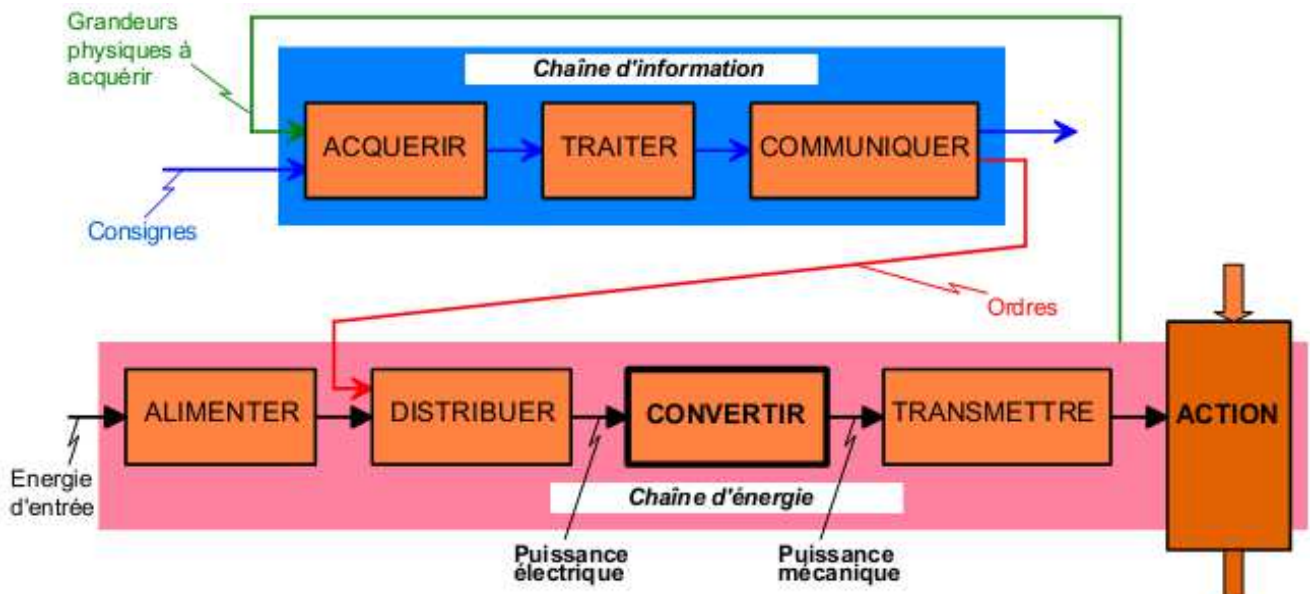 Grandeurs
physiques à
acquérir
Chaîne d'information
ACQUERIR
TRAITER
COMMUNIQUER
Consignes
Ordres
ALIMENTER
DISTRIBUER
CONVERTIR
TRANSMETTRE
ACTION
Energie
d'entrée
Chaîne d'énergie
Puissance
électrique
Puissance
mécanique